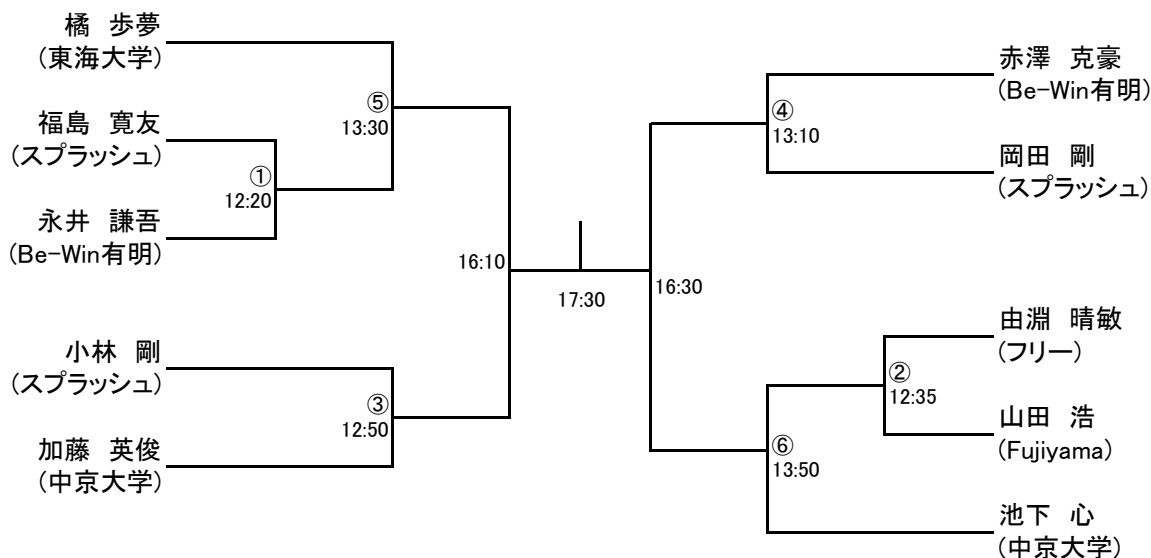 橘　歩夢
(東海大学)
福島　寛友
(スプラッシュ)
永井　謙吾
(Be-Win有明)
小林　剛
(スプラッシュ)
加藤　英俊
(中京大学)
①
12:20
⑤
13:30
③
12:50
16:10
17:30
16:30
④
13:10
②
12:35
⑥
13:50
赤澤　克豪
(Be-Win有明)
岡田　剛
(スプラッシュ)
由淵　晴敏
(フリー)
山田　浩
(Fujiyama)
池下　心
(中京大学)